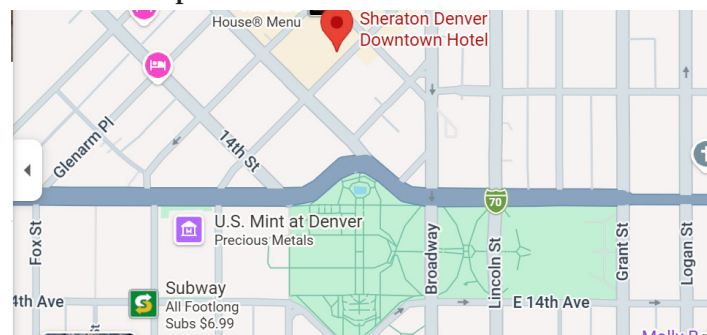 House® Menu
Sheraton Denver
Downtown Hotel
Glenarm Pl
14th St
70
U.S. Mint at Denver
Precious Metals
Fox St
Broadway
Lincoln St
Grant St
Logan St
Subway
All Footlong
Subs $6.99
4th Ave
E 14th Ave